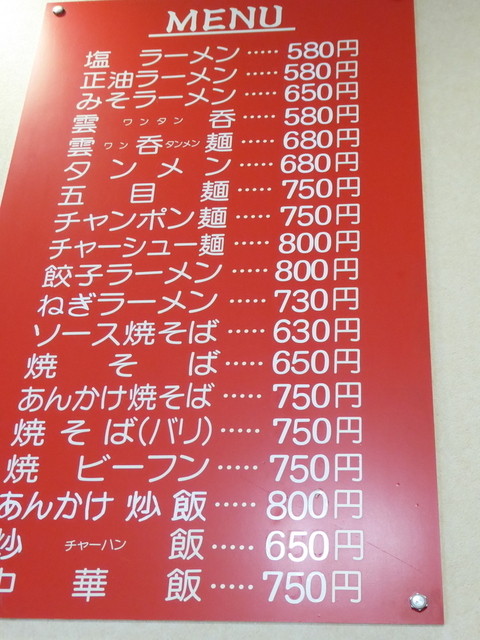 MENU
塩 ラーメン····· 580円
正油ラーメン····· 580円
みそラーメン····· 650円
雲 ワンタン 呑····· 580円
雲ワン呑タンメン麺····· 680円
タンメン····· 680円
五目麺····· 750円
チャンポン麺····· 750円
チャーシュー麺····· 800円
餃子ラーメン····· 800円
ねぎラーメン····· 730円
ソース焼そば····· 630円
焼そば····· 650円
あんかけ焼そば····· 750円
焼そば(バリ)····· 750円
焼 ビーフン····· 750円
あんかけ 炒飯····· 800円
炒 チャーハン 飯····· 650円
中華飯····· 750円